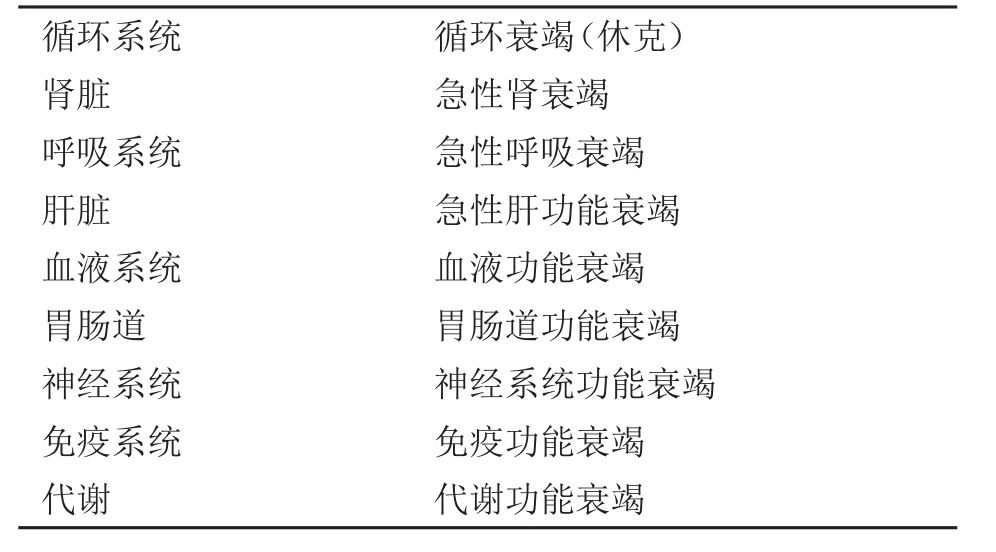 循环系统 循环衰竭(休克)
肾脏 急性肾衰竭
呼吸系统 急性呼吸衰竭
肝脏 急性肝功能衰竭
血液系统 血液功能衰竭
胃肠道 胃肠道功能衰竭
神经系统 神经系统功能衰竭
免疫系统 免疫功能衰竭
代谢 代谢功能衰竭